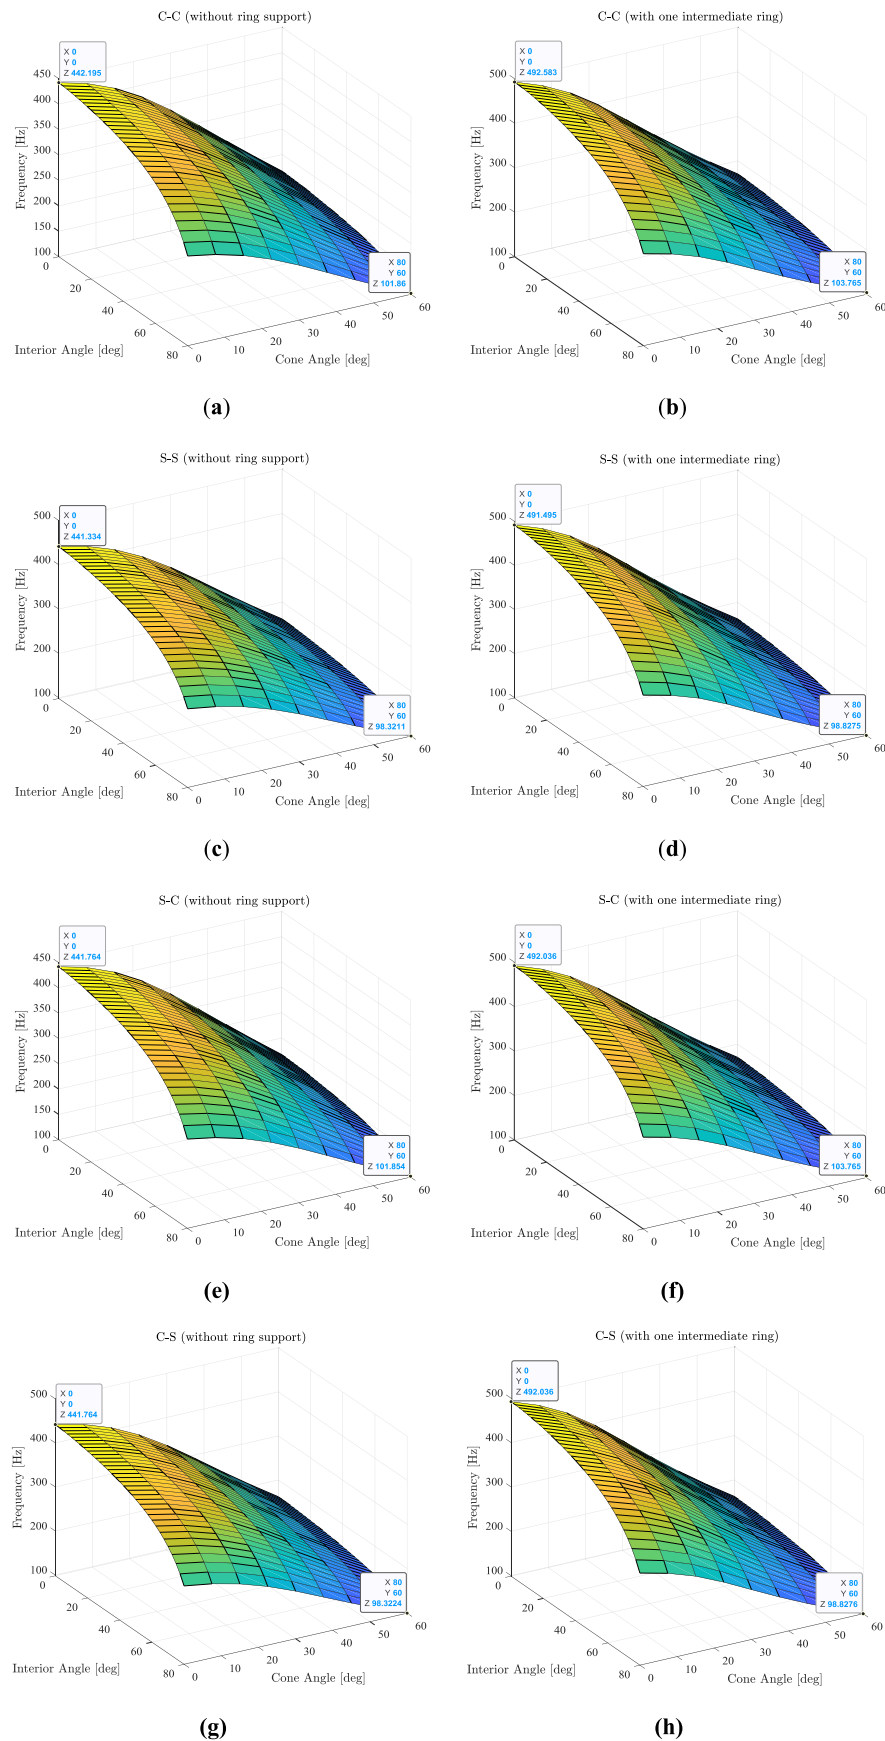 C-C (without ring support)
X 0
Y 0
Z 442.195
450
400
350
300
250
200
150
100
Frequency [Hz]
0
20
40
60
80
Interior Angle [deg]
0
10
20
30
40
50
60
Cone Angle [deg]
X 80
Y 60
Z 101.86
(a)
C-C (with one intermediate ring)
X 0
Y 0
Z 492.583
500
400
300
200
100
Frequency [Hz]
0
20
40
60
80
Interior Angle [deg]
0
10
20
30
40
50
60
Cone Angle [deg]
X 80
Y 60
Z 103.765
(b)
S-S (without ring support)
X 0
Y 0
Z 441.334
500
400
300
200
100
Frequency [Hz]
0
20
40
60
80
Interior Angle [deg]
0
10
20
30
40
50
60
Cone Angle [deg]
X 80
Y 60
Z 98.3211
(c)
S-S (with one intermediate ring)
X 0
Y 0
Z 491.495
500
400
300
200
100
Frequency [Hz]
0
20
40
60
80
Interior Angle [deg]
0
10
20
30
40
50
60
Cone Angle [deg]
X 80
Y 60
Z 98.8275
(d)
S-C (without ring support)
X 0
Y 0
Z 441.764
450
400
350
300
250
200
150
100
Frequency [Hz]
0
20
40
60
80
Interior Angle [deg]
0
10
20
30
40
50
60
Cone Angle [deg]
X 80
Y 60
Z 101.854
(e)
S-C (with one intermediate ring)
X 0
Y 0
Z 492.036
500
400
300
200
100
Frequency [Hz]
0
20
40
60
80
Interior Angle [deg]
0
10
20
30
40
50
60
Cone Angle [deg]
X 80
Y 60
Z 103.765
(f)
C-S (without ring support)
X 0
Y 0
Z 441.764
500
400
300
200
100
Frequency [Hz]
0
20
40
60
80
Interior Angle [deg]
0
10
20
30
40
50
60
Cone Angle [deg]
X 80
Y 60
Z 98.3224
(g)
C-S (with one intermediate ring)
X 0
Y 0
Z 492.036
500
400
300
200
100
Frequency [Hz]
0
20
40
60
80
Interior Angle [deg]
0
10
20
30
40
50
60
Cone Angle [deg]
X 80
Y 60
Z 98.8276
(h)